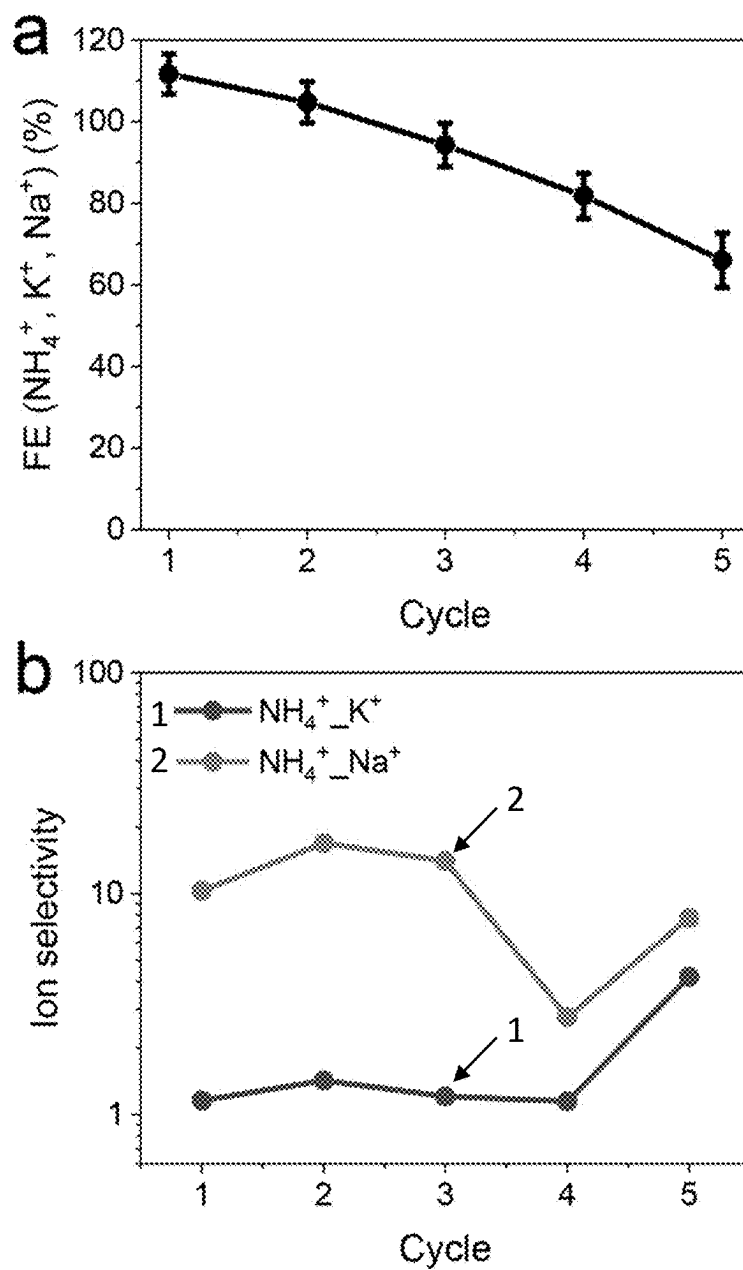 a
FE (NH₄⁺, K⁺, Na⁺) (%)
120
100
80
60
40
20
0
1 2 3 4 5
Cycle
b
Ion selectivity
100
10
1
1 NH₄⁺_K⁺
2 NH₄⁺_Na⁺
2
1
1 2 3 4 5
Cycle